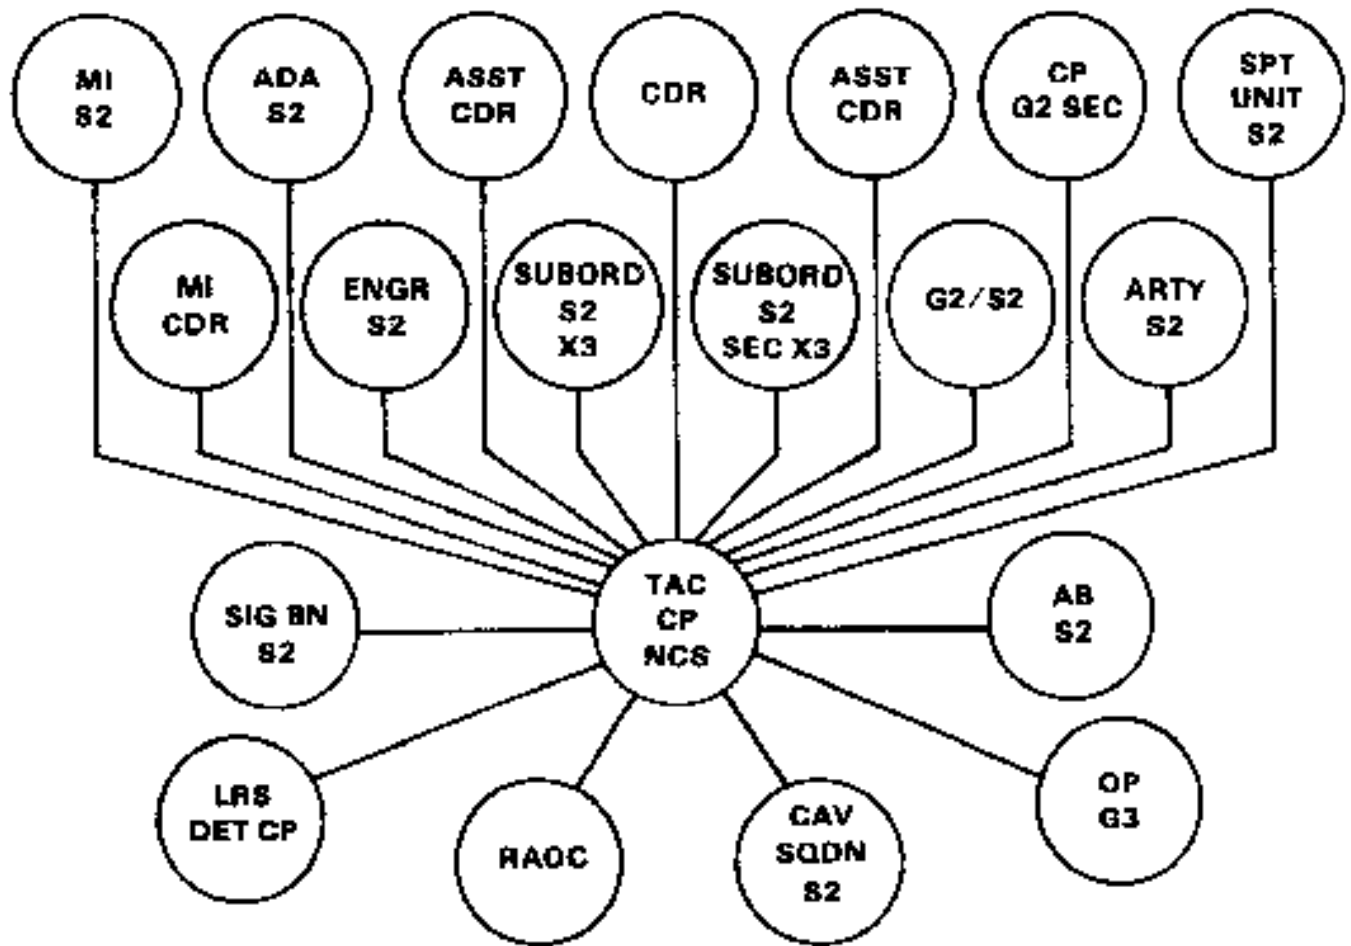 MI
S2
ADA
S2
ASST
CDR
CDR
ASST
CDR
CP
G2 SEC
SPT
UNIT
S2
MI
CDR
ENGR
S2
SUBORD
S2
X3
SUBORD
S2
SEC X3
G2/S2
ARTY
S2
SIG BN
S2
TAC
CP
NCS
AB
S2
LRS
DET CP
RAOC
CAV
SQDN
S2
OP
G3